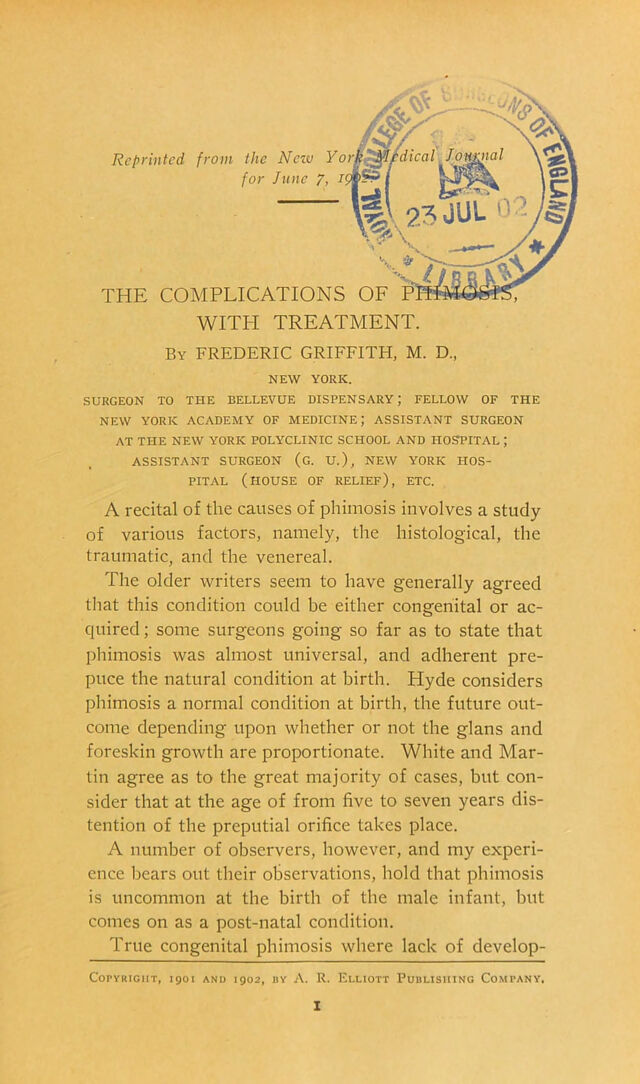 Reprinted from the New York Medical Journal
for June 7, 1902.
ROYAL COLLEGE OF SURGEONS OF ENGLAND
23 JUL 02
* LIBRARY *
THE COMPLICATIONS OF PHIMOSIS,
WITH TREATMENT.
By FREDERIC GRIFFITH, M. D.,
NEW YORK.
SURGEON TO THE BELLEVUE DISPENSARY; FELLOW OF THE
NEW YORK ACADEMY OF MEDICINE; ASSISTANT SURGEON
AT THE NEW YORK POLYCLINIC SCHOOL AND HOSPITAL;
ASSISTANT SURGEON (G. U.), NEW YORK HOS-
PITAL (HOUSE OF RELIEF), ETC.
A recital of the causes of phimosis involves a study
of various factors, namely, the histological, the
traumatic, and the venereal.
The older writers seem to have generally agreed
that this condition could be either congenital or ac-
quired; some surgeons going so far as to state that
phimosis was almost universal, and adherent pre-
puce the natural condition at birth. Hyde considers
phimosis a normal condition at birth, the future out-
come depending upon whether or not the glans and
foreskin growth are proportionate. White and Mar-
tin agree as to the great majority of cases, but con-
sider that at the age of from five to seven years dis-
tention of the preputial orifice takes place.
A number of observers, however, and my experi-
ence bears out their observations, hold that phimosis
is uncommon at the birth of the male infant, but
comes on as a post-natal condition.
True congenital phimosis where lack of develop-
Copyright, 1901 and 1902, by A. R. Elliott Publishing Company.
1